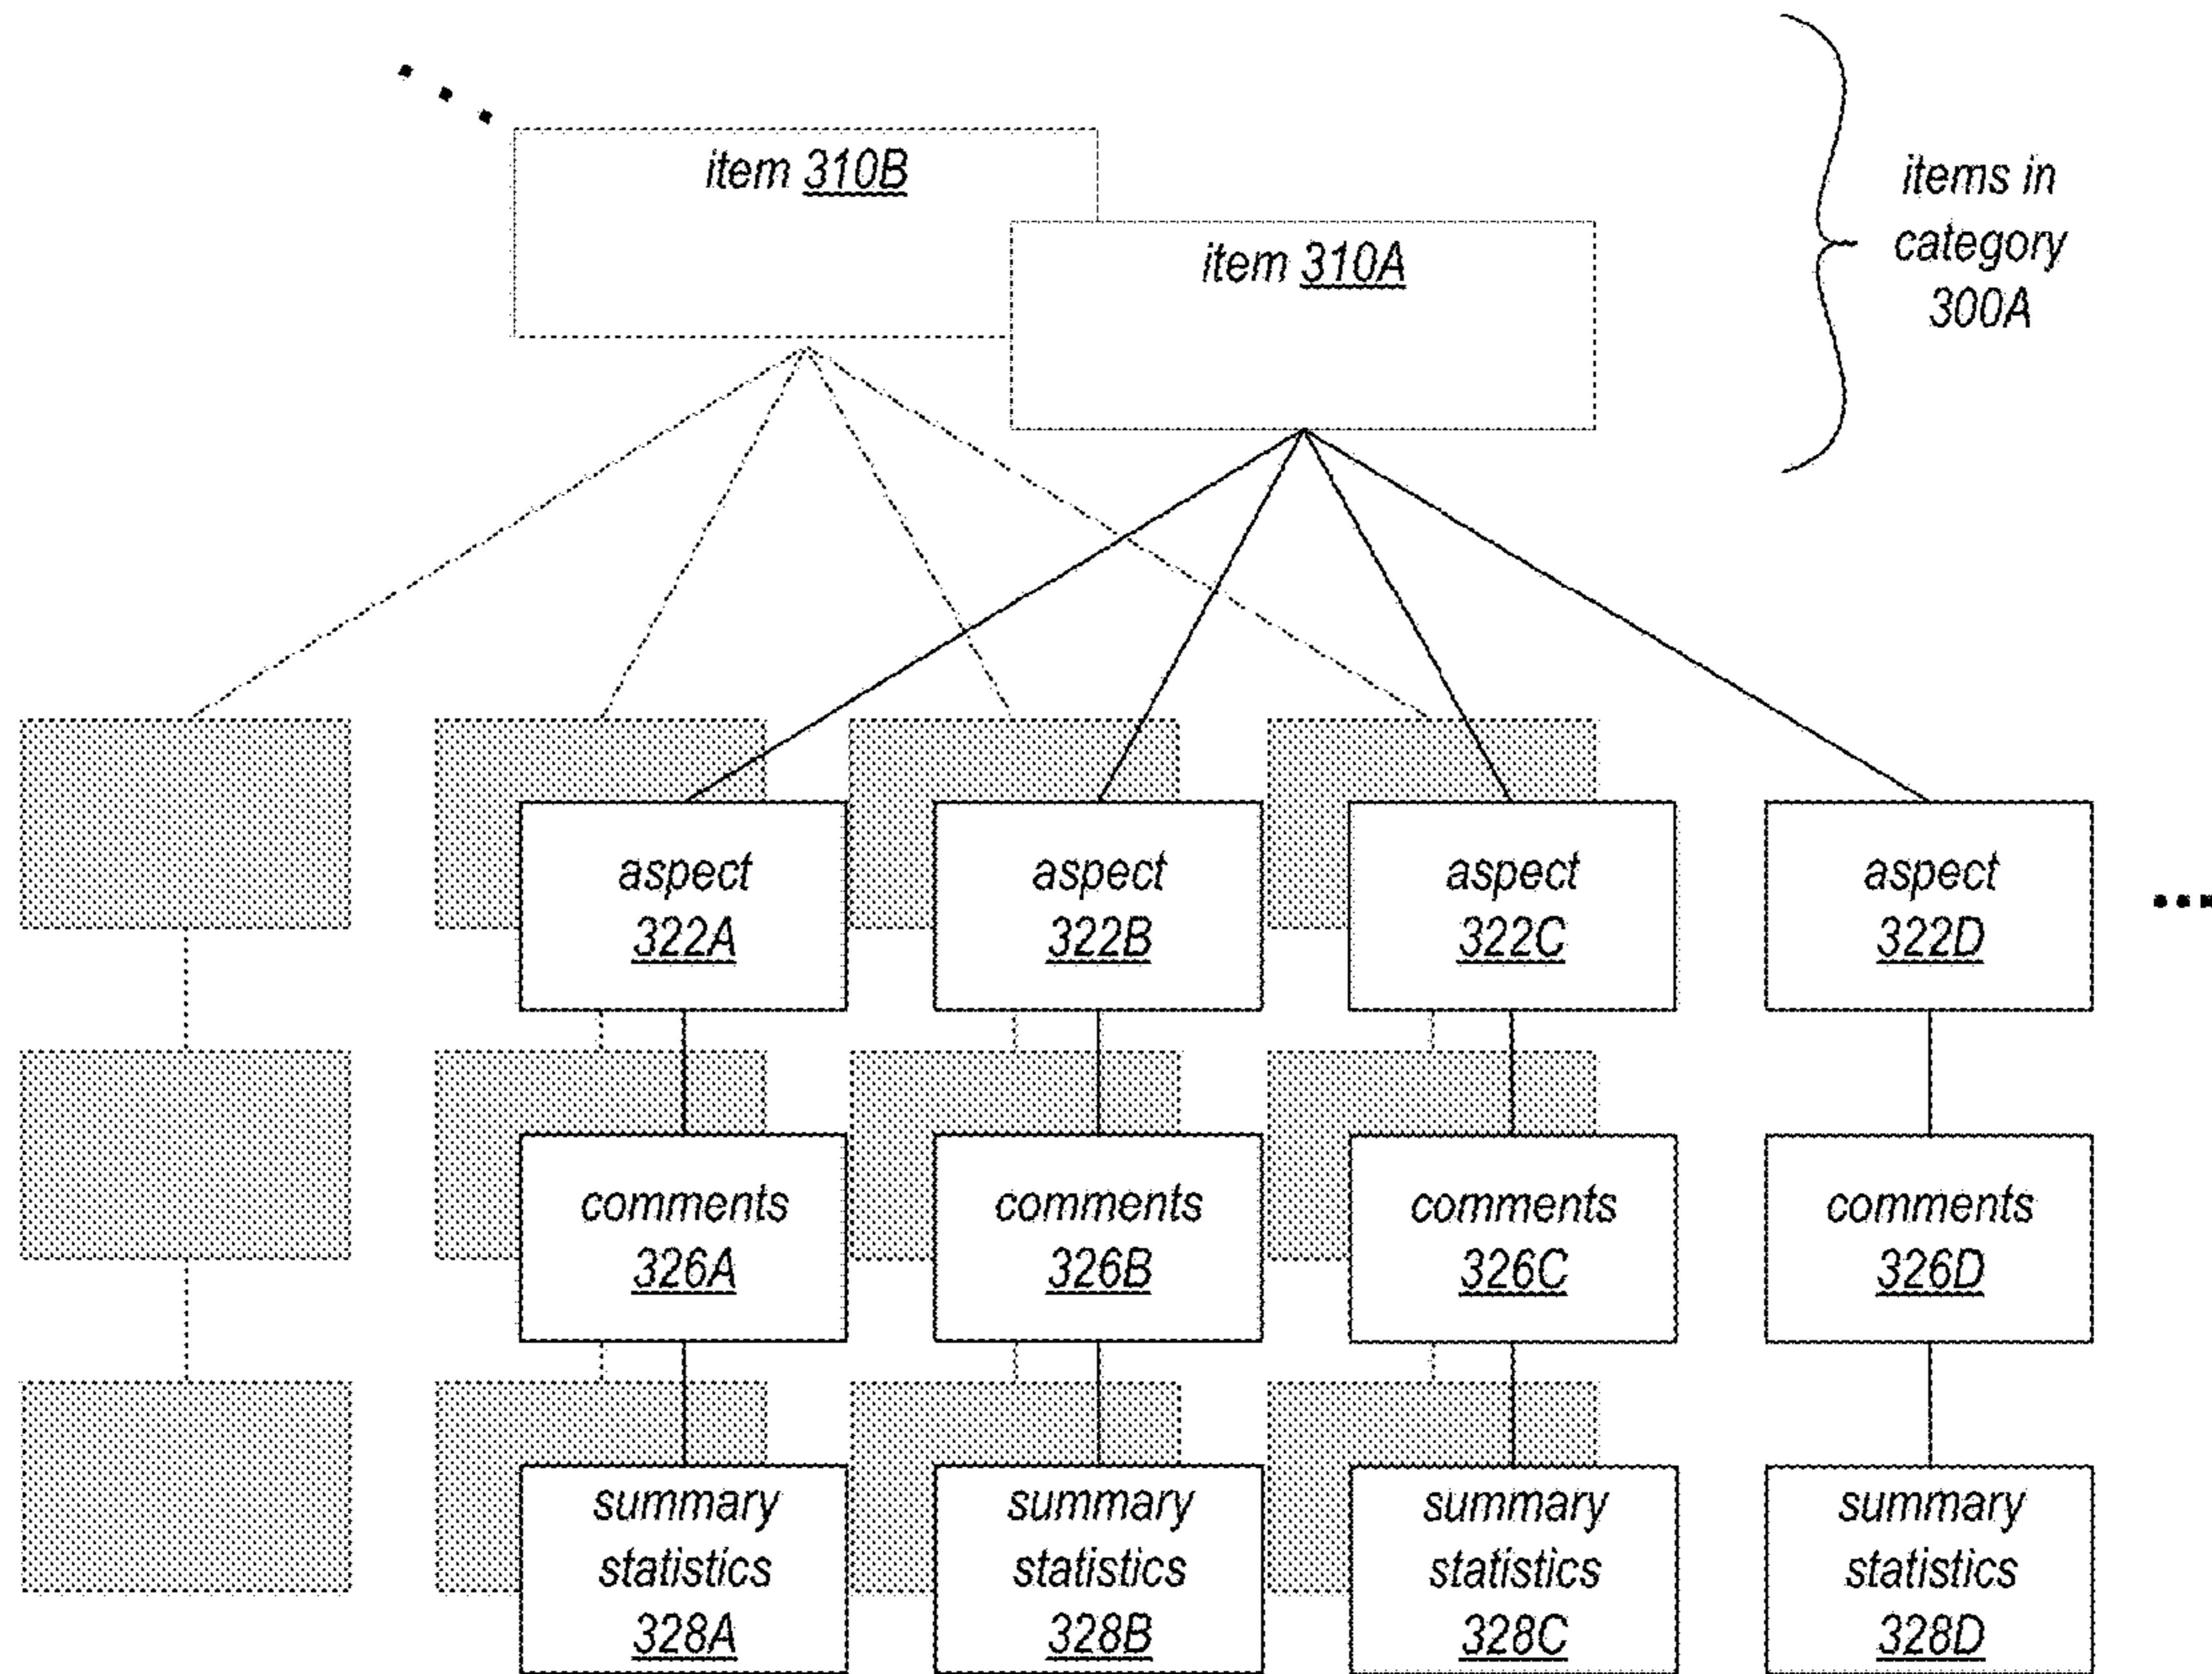 item 310B
item 310A
items in
category
300A
aspect
322A
aspect
322B
aspect
322C
aspect
322D
comments
326A
comments
326B
comments
326C
comments
326D
summary
statistics
328A
summary
statistics
328B
summary
statistics
328C
summary
statistics
328D